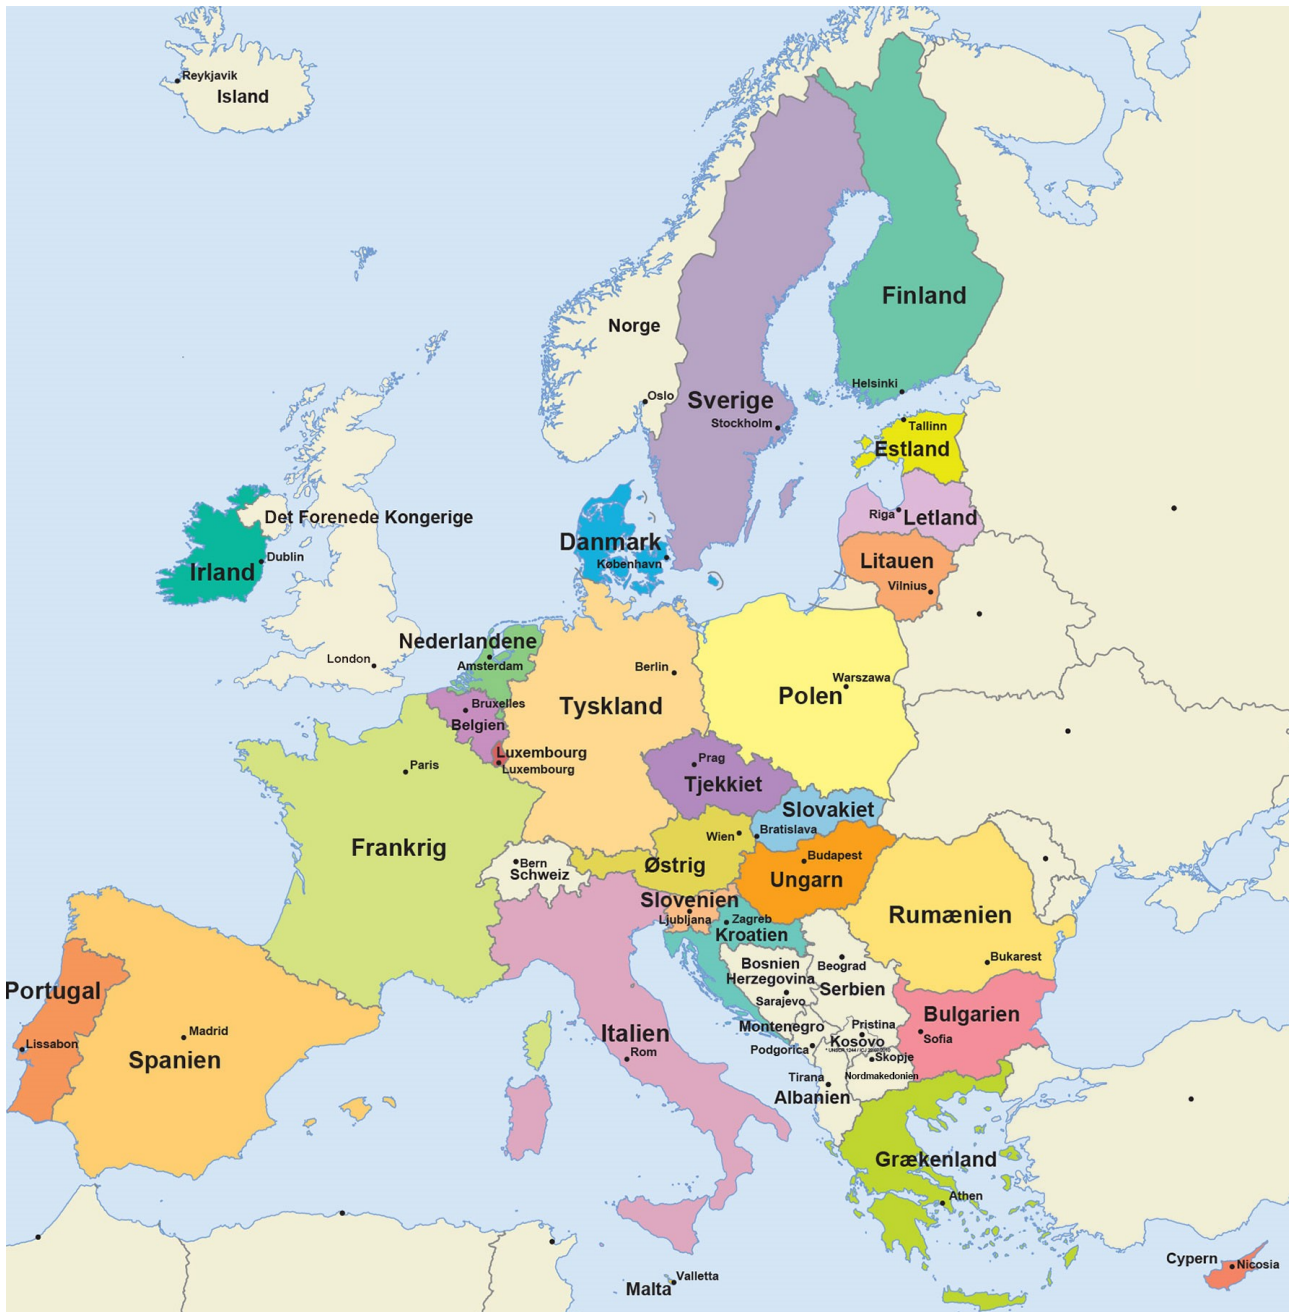 Reykjavik
Island
Finland
Norge
Helsinki
Oslo
Sverige
Stockholm
Tallinn
Estland
Riga
Letland
Det Forenede Kongerige
Danmark
København
Dublin
Irland
Litauen
Vilnius
Nederlandene
Amsterdam
London
Berlin
Warszawa
Polen
Tyskland
Bruxelles
Belgien
Luxembourg
Luxembourg
Paris
Prag
Tjekkiet
Slovakiet
Bratislava
Wien
Frankrig
Østrig
Budapest
Ungarn
Bern
Schweiz
Slovenien
Ljubljana
Zagreb
Kroatien
Rumænien
Bukarest
Bosnien
Herzegovina
Sarajevo
Beograd
Serbien
Portugal
Lissabon
Madrid
Spanien
Italien
Rom
Montenegro
Podgorica
Pristina
Kosovo
Bulgarien
Sofia
Skopje
Nordmakedonien
Tirana
Albanien
Grækenland
Athen
Malta
Valletta
Cypern
Nicosia